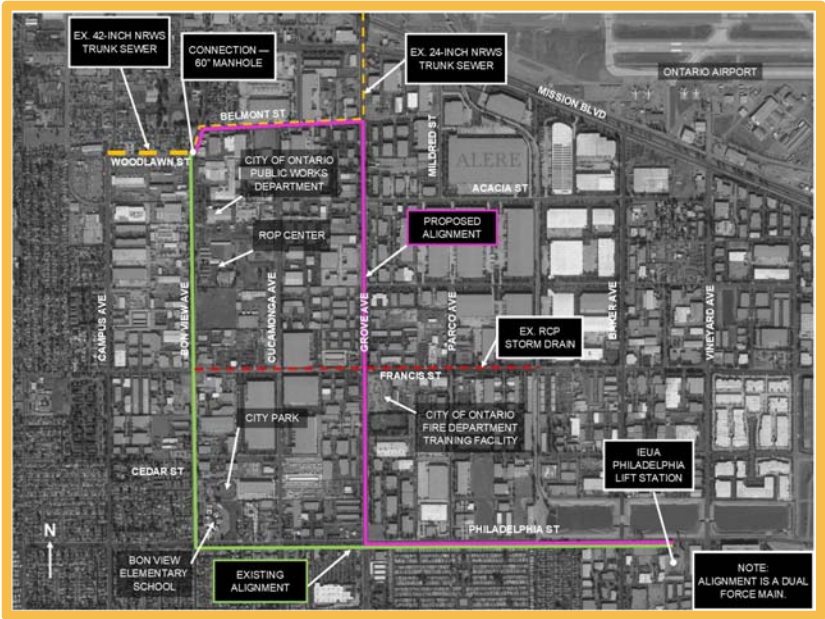 EX. 42-INCH NRWS
TRUNK SEWER
CONNECTION —
60" MANHOLE
EX. 24-INCH NRWS
TRUNK SEWER
ONTARIO AIRPORT
MISSION BLVD
BELMONT ST
MILDRED ST
WOODLAWN ST
CITY OF ONTARIO
PUBLIC WORKS
DEPARTMENT
ALERE
ACACIA ST
PROPOSED
ALIGNMENT
ROP CENTER
CAMPUS AVE
BON VIEW AVE
CUCAMONGA AVE
GROVE AVE
PARCO AVE
BAKER AVE
VINEYARD AVE
EX. RCP
STORM DRAIN
FRANCIS ST
CITY PARK
CITY OF ONTARIO
FIRE DEPARTMENT
TRAINING FACILITY
CEDAR ST
IEUA
PHILADELPHIA
LIFT STATION
N
PHILADELPHIA ST
BON VIEW
ELEMENTARY
SCHOOL
EXISTING
ALIGNMENT
NOTE:
ALIGNMENT IS A DUAL
FORCE MAIN.